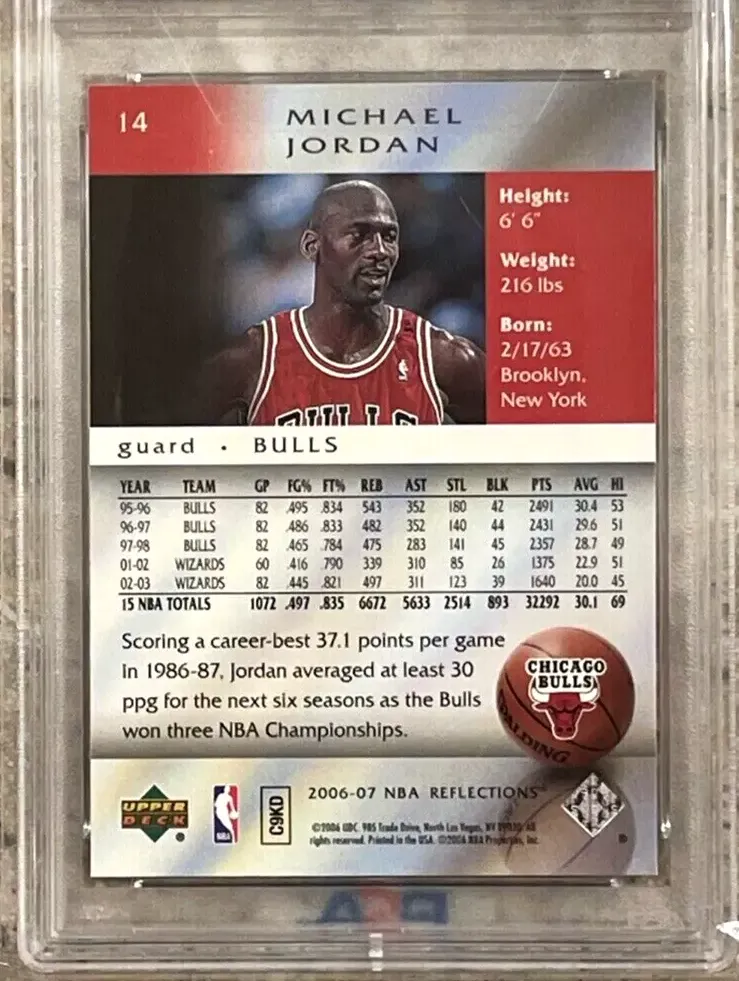 14
MICHAEL
JORDAN
Height:
6' 6"
Weight:
216 lbs
Born:
2/17/63
Brooklyn,
New York
BULLS
guard · BULLS
YEAR TEAM GP FG% FT% REB AST STL BLK PTS AVG HI
95-96 BULLS 82 .495 .834 543 352 180 42 2491 30.4 53
96-97 BULLS 82 .486 .833 482 352 140 44 2431 29.6 51
97-98 BULLS 82 .465 .784 475 283 141 45 2357 28.7 49
01-02 WIZARDS 60 .416 .790 339 310 85 26 1375 22.9 51
02-03 WIZARDS 82 .445 .821 497 311 123 39 1640 20.0 45
15 NBA TOTALS 1072 .497 .835 6672 5633 2514 893 32292 30.1 69
Scoring a career-best 37.1 points per game
in 1986-87, Jordan averaged at least 30
ppg for the next six seasons as the Bulls
won three NBA Championships.
CHICAGO
BULLS
SPALDING
UPPER
DECK
NBA
C9KD
2006-07 NBA REFLECTIONS™
©2006 UDC. 985 Trade Drive, North Las Vegas, NV 89030. All
rights reserved. Printed in the USA. ©2006 NBA Properties, Inc.